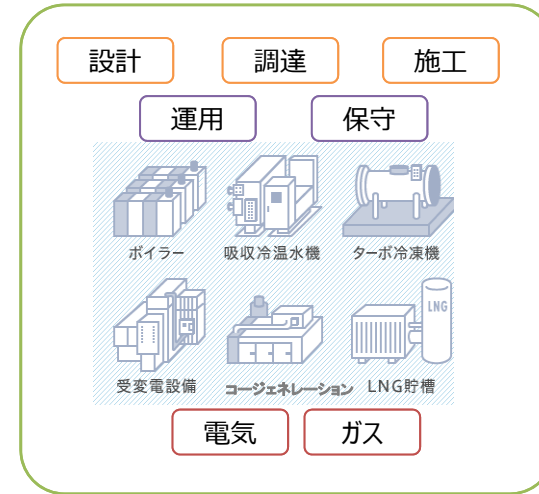 設計 調達 施工
運用 保守
ボイラー 吸収冷温水機 ターボ冷凍機
LNG
受変電設備 コージェネレーション LNG貯槽
電気 ガス